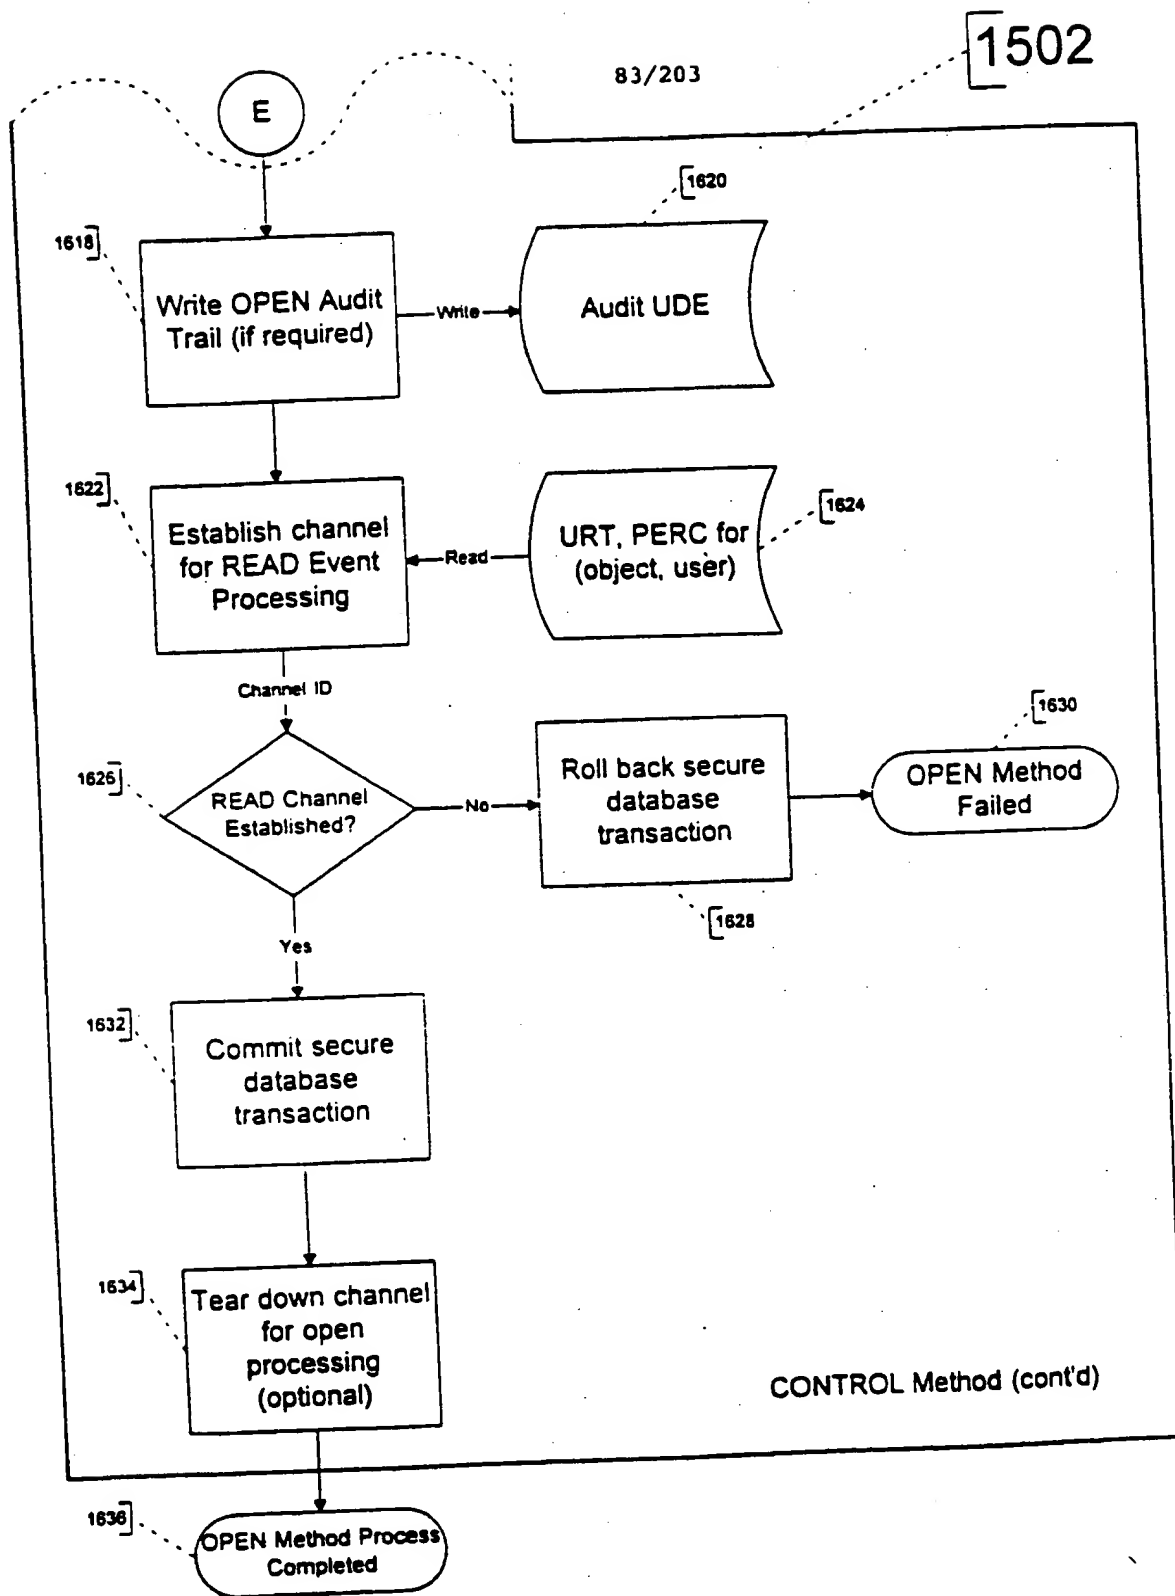 1502
83/203
E
1620
1618
Write OPEN Audit
Trail (if required)
Write
Audit UDE
1622
Establish channel
for READ Event
Processing
Read
URT, PERC for
(object, user)
1624
Channel ID
1626
READ Channel
Established?
No
Roll back secure
database
transaction
1628
1630
OPEN Method
Failed
Yes
1632
Commit secure
database
transaction
1634
Tear down channel
for open
processing
(optional)
CONTROL Method (cont'd)
1636
OPEN Method Process
Completed